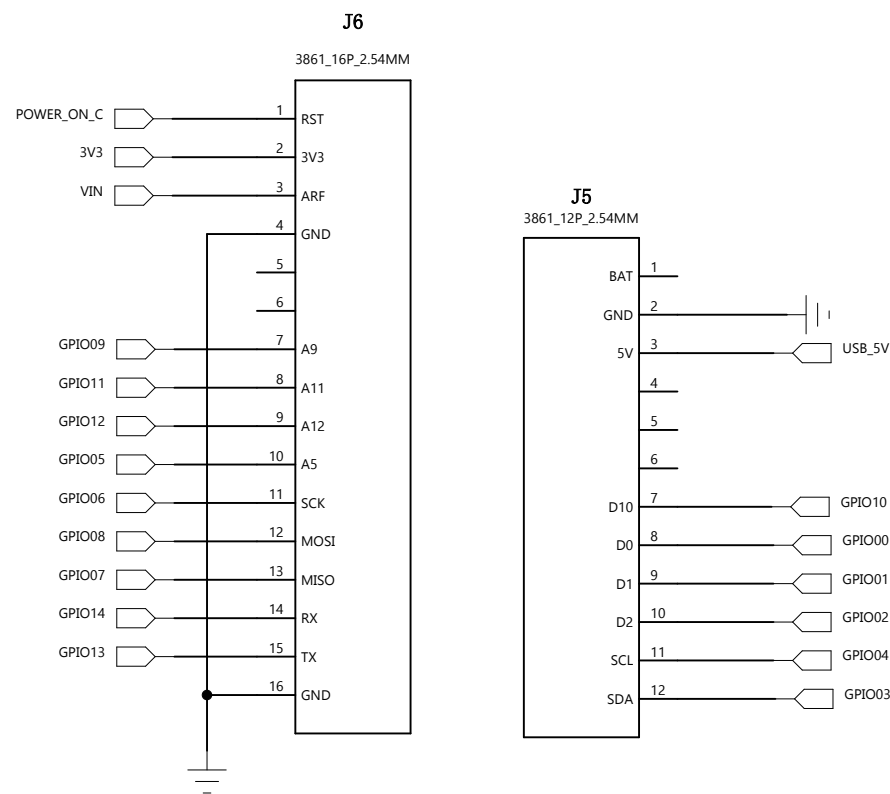 J6
3861_16P_2.54MM
POWER_ON_C 1 RST
3V3 2 3V3
VIN 3 ARF
4 GND
5
6
GPIO09 7 A9
GPIO11 8 A11
GPIO12 9 A12
GPIO05 10 A5
GPIO06 11 SCK
GPIO08 12 MOSI
GPIO07 13 MISO
GPIO14 14 RX
GPIO13 15 TX
16 GND
J5
3861_12P_2.54MM
BAT 1
GND 2
5V 3 USB_5V
4
5
6
D10 7 GPIO10
D0 8 GPIO00
D1 9 GPIO01
D2 10 GPIO02
SCL 11 GPIO04
SDA 12 GPIO03